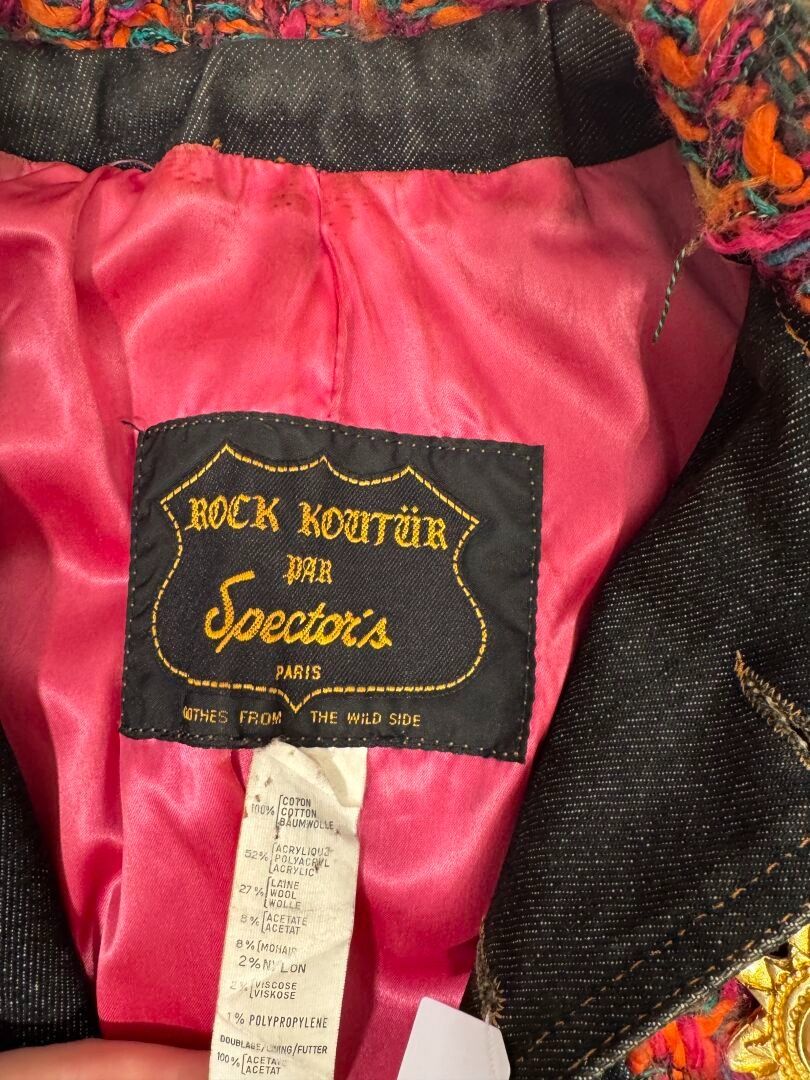 ROCK KOUTÜR
PAR
Spector's
PARIS
GOTHES FROM THE WILD SIDE
100% COTON
COTTON
BAUMWOLLE
52% ACRYLIQUE
POLYACRYL
ACRYLIC
27% LAINE
WOOL
WOLLE
8% ACETATE
ACETAT
8% MOHAIR
2% NYLON
2% VISCOSE
VISKOSE
1% POLYPROPYLENE
DOUBLAGE/LINING/FUTTER
100% ACETATE
ACETAT